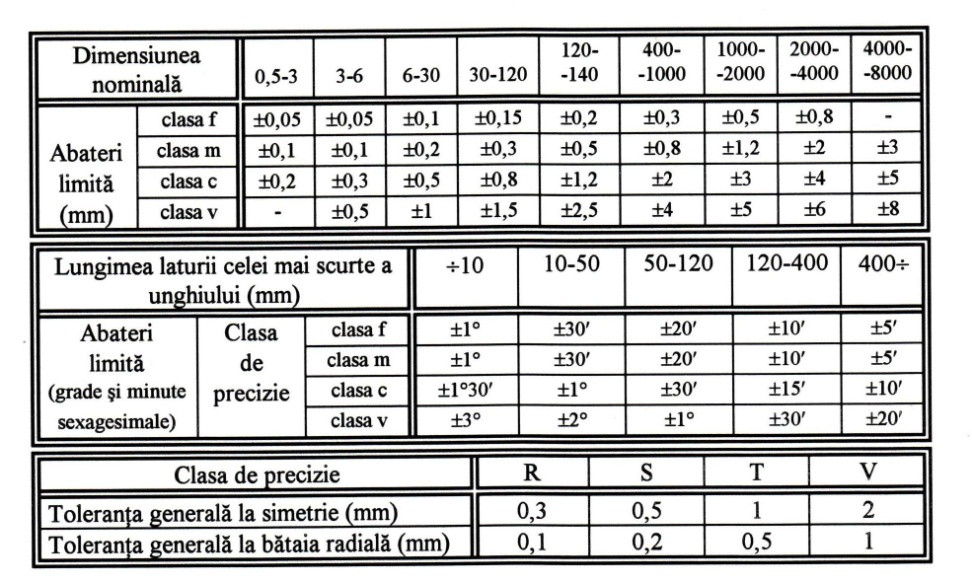 Dimensiunea nominală 0,5-3 3-6 6-30 30-120 120--140 400--1000 1000--2000 2000--4000 4000--8000
Abateri limită (mm)
clasa f ±0,05 ±0,05 ±0,1 ±0,15 ±0,2 ±0,3 ±0,5 ±0,8 -
clasa m ±0,1 ±0,1 ±0,2 ±0,3 ±0,5 ±0,8 ±1,2 ±2 ±3
clasa c ±0,2 ±0,3 ±0,5 ±0,8 ±1,2 ±2 ±3 ±4 ±5
clasa v - ±0,5 ±1 ±1,5 ±2,5 ±4 ±5 ±6 ±8
Lungimea laturii celei mai scurte a unghiului (mm) ÷10 10-50 50-120 120-400 400÷
Abateri limită (grade şi minute sexagesimale)
Clasa de precizie
clasa f ±1° ±30′ ±20′ ±10′ ±5′
clasa m ±1° ±30′ ±20′ ±10′ ±5′
clasa c ±1°30′ ±1° ±30′ ±15′ ±10′
clasa v ±3° ±2° ±1° ±30′ ±20′
Clasa de precizie R S T V
Toleranţa generală la simetrie (mm) 0,3 0,5 1 2
Toleranţa generală la bătaia radială (mm) 0,1 0,2 0,5 1